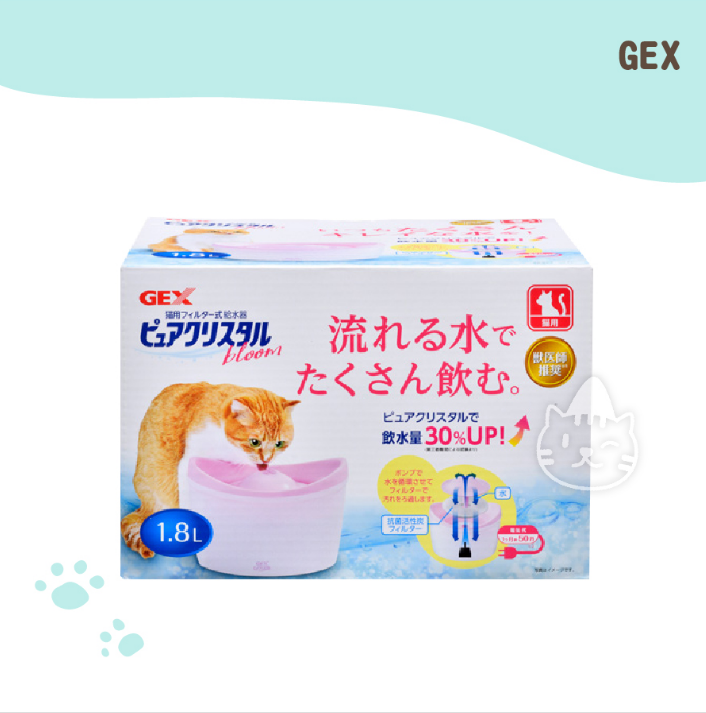 GEX
1.8L
GEX
猫用フィルター式給水器
ピュアクリスタル
bloom
猫用
流れる水で
たくさん飲む。
獣医師
推奨
ピュアクリスタルで
飲水量30%UP!
ポンプで
水を循環させて
フィルターで
汚れをろ過します。
水
抗菌活性炭
フィルター
1.8L
GEX